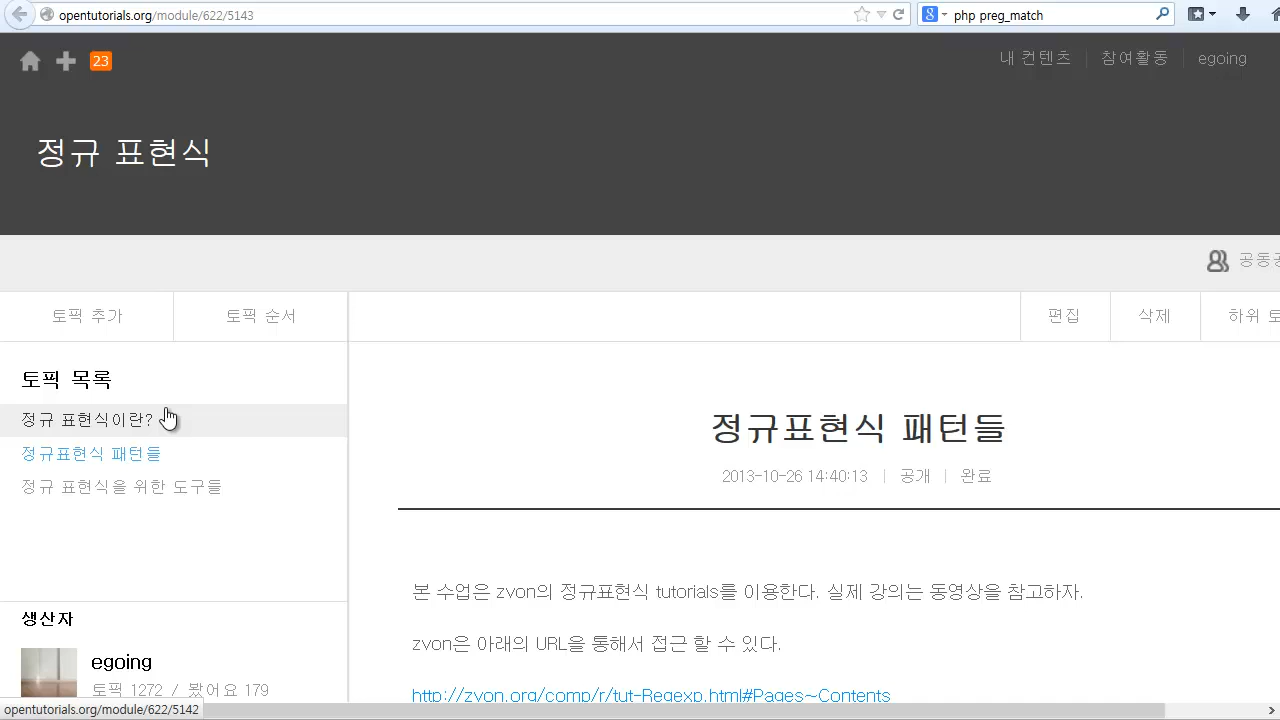 opentutorials.org/module/622/5143
php preg_match
23
내 컨텐츠
참여활동
egoing
정규 표현식
토픽 추가
토픽 순서
편집
삭제
하위
토픽 목록
정규 표현식이란?
정규표현식 패턴들
정규 표현식을 위한 도구들
정규표현식 패턴들
2013-10-26 14:40:13 | 공개 | 완료
본 수업은 zvon의 정규표현식 tutorials를 이용한다. 실제 강의는 동영상을 참고하자.
zvon은 아래의 URL을 통해서 접근 할 수 있다.
http://zvon.org/comp/r/tut-Regexp.html#Pages~Contents
생산자
egoing
토픽 1272 / 봤어요 179
opentutorials.org/module/622/5142